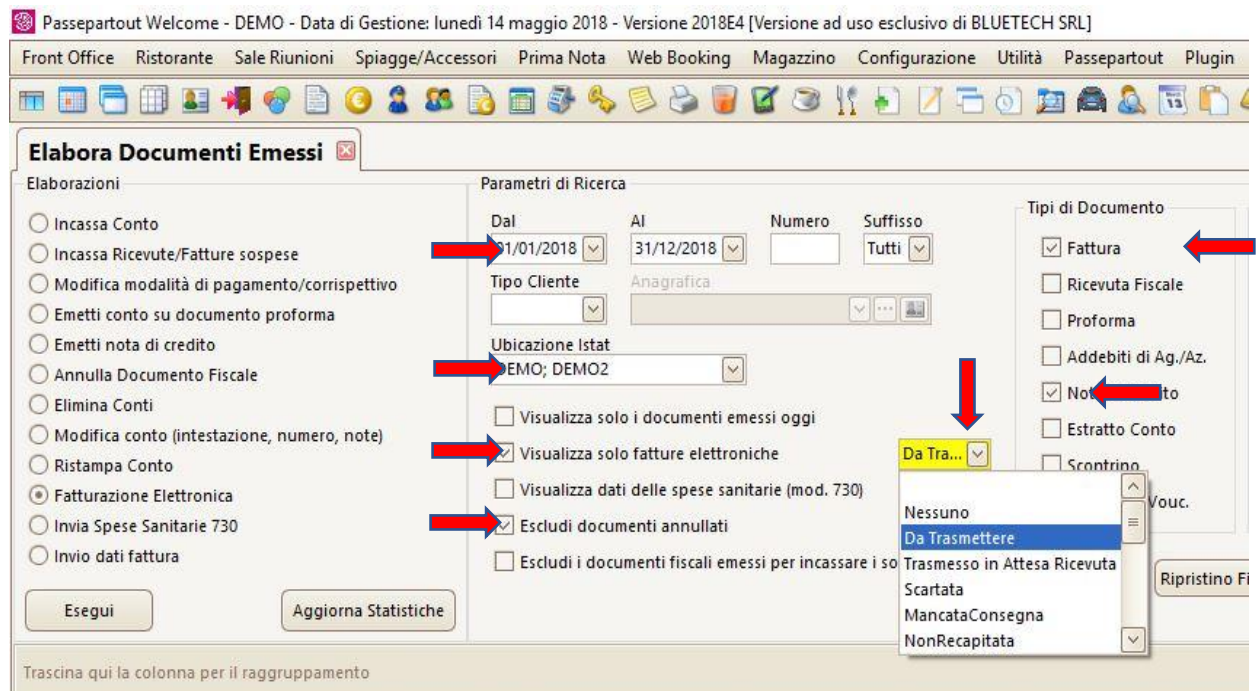 Passepartout Welcome - DEMO - Data di Gestione: lunedì 14 maggio 2018 - Versione 2018E4 [Versione ad uso esclusivo di BLUETECH SRL]
Front Office Ristorante Sale Riunioni Spiagge/Accessori Prima Nota Web Booking Magazzino Configurazione Utilità Passepartout Plugin
Elabora Documenti Emessi
Elaborazioni
Incassa Conto
Incassa Ricevute/Fatture sospese
Modifica modalità di pagamento/corrispettivo
Emetti conto su documento proforma
Emetti nota di credito
Annulla Documento Fiscale
Elimina Conti
Modifica conto (intestazione, numero, note)
Ristampa Conto
Fatturazione Elettronica
Invia Spese Sanitarie 730
Invio dati fattura
Esegui
Aggiorna Statistiche
Parametri di Ricerca
Dal Al Numero Suffisso
01/01/2018 31/12/2018 Tutti
Tipo Cliente Anagrafica
Ubicazione Istat
DEMO; DEMO2
Visualizza solo i documenti emessi oggi
Visualizza solo fatture elettroniche
Da Tra...
Visualizza dati delle spese sanitarie (mod. 730)
Escludi documenti annullati
Escludi i documenti fiscali emessi per incassare i so
Nessuno
Da Trasmettere
Trasmesso in Attesa Ricevuta
Scartata
MancataConsegna
NonRecapitata
Tipi di Documento
Fattura
Ricevuta Fiscale
Proforma
Addebiti di Ag./Az.
Not to
Estratto Conto
Scontrino
Vouc.
Ripristino Fi
Trascina qui la colonna per il raggruppamento